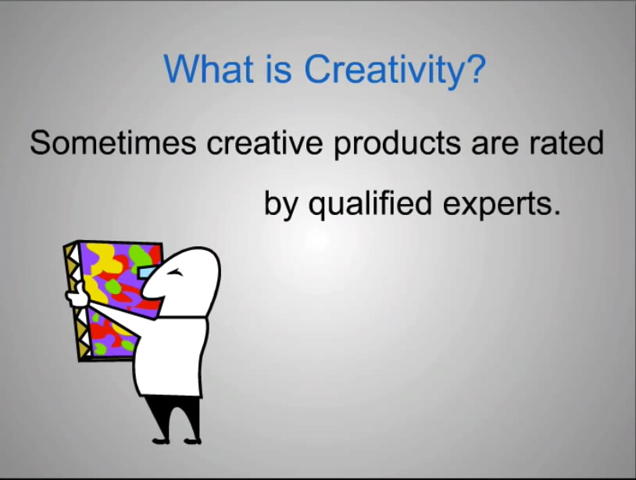 What is Creativity?
Sometimes creative products are rated
by qualified experts.